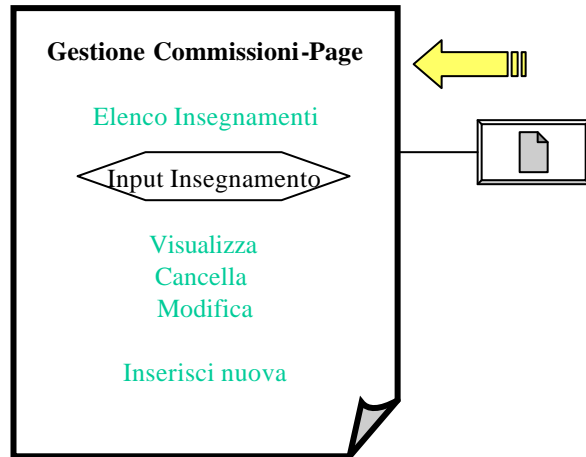 Gestione Commissioni-Page
Elenco Insegnamenti
Input Insegnamento
Visualizza
Cancella
Modifica
Inserisci nuova